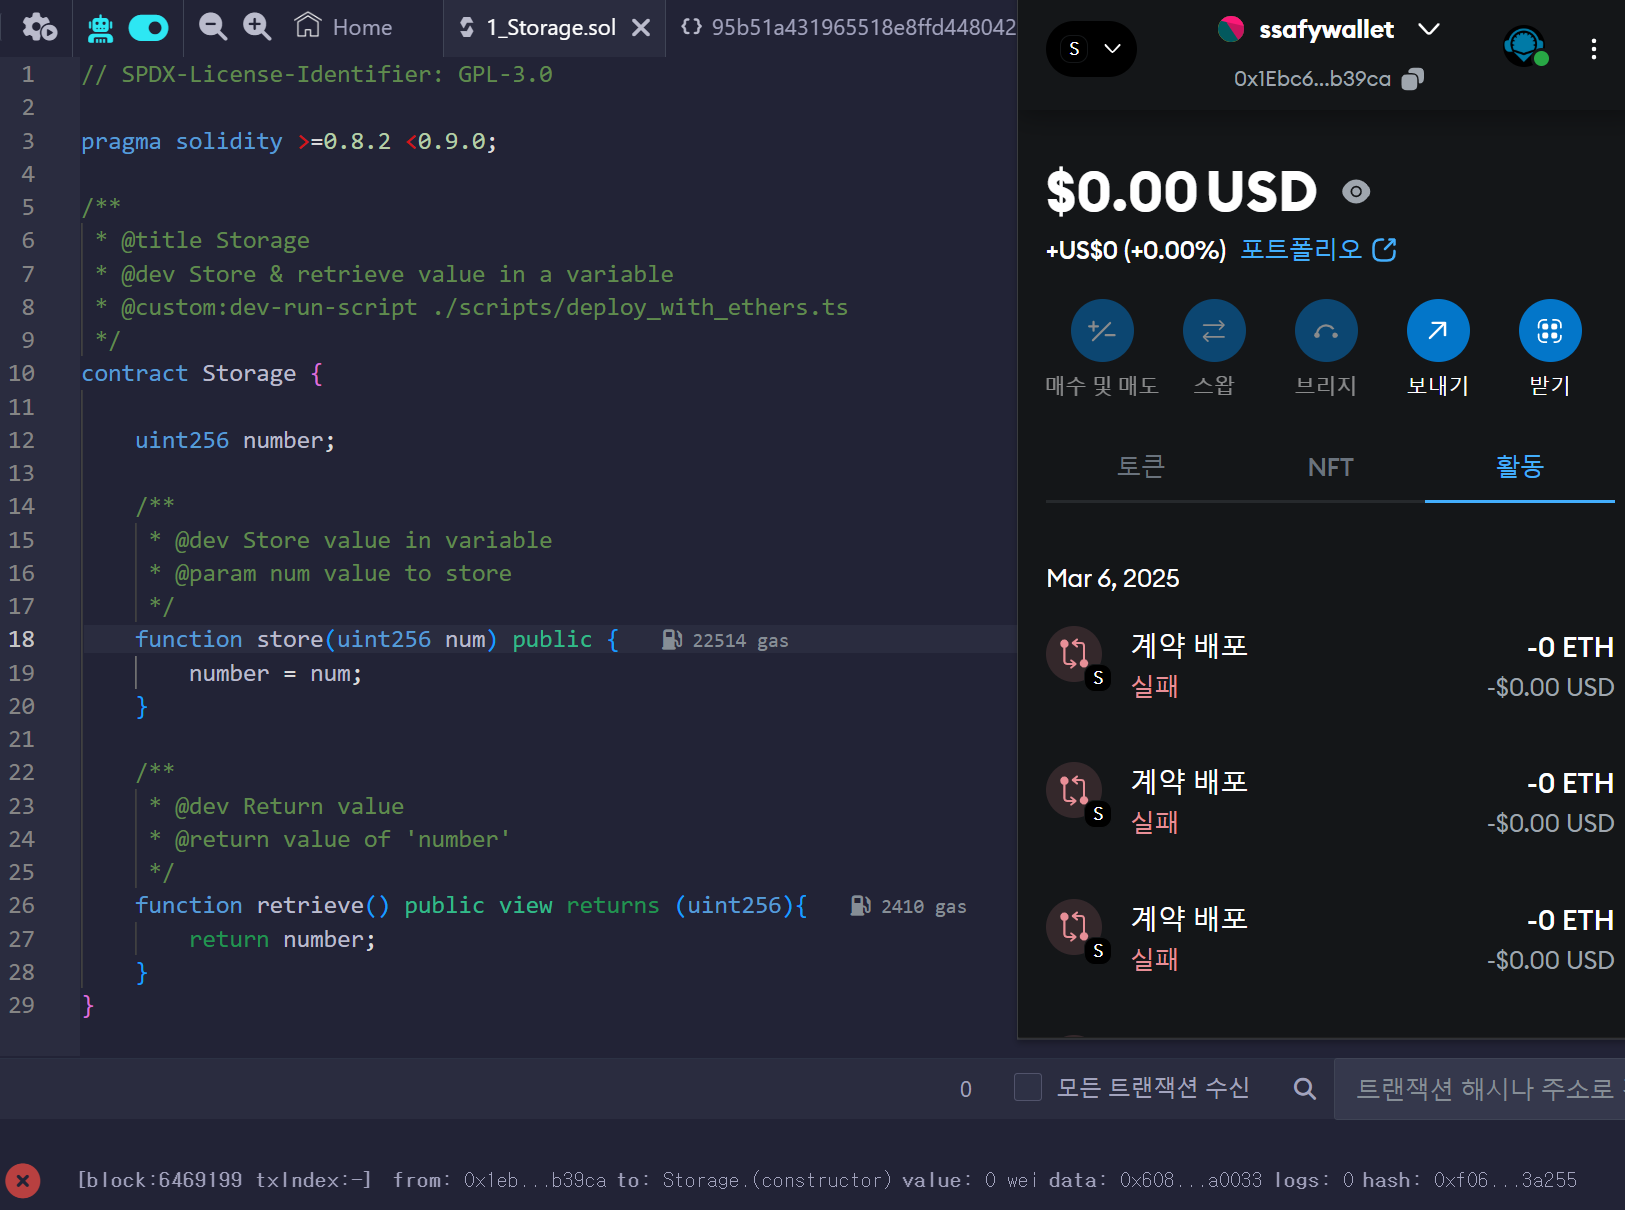 Home
1_Storage.sol
95b51a431965518e8ffd448042
1 // SPDX-License-Identifier: GPL-3.0
2
3 pragma solidity >=0.8.2 <0.9.0;
4
5 /**
6 * @title Storage
7 * @dev Store & retrieve value in a variable
8 * @custom:dev-run-script ./scripts/deploy_with_ethers.ts
9 */
10 contract Storage {
11
12 uint256 number;
13
14 /**
15 * @dev Store value in variable
16 * @param num value to store
17 */
18 function store(uint256 num) public { 22514 gas
19 number = num;
20 }
21
22 /**
23 * @dev Return value
24 * @return value of 'number'
25 */
26 function retrieve() public view returns (uint256){ 2410 gas
27 return number;
28 }
29 }
S
ssafywallet
0x1Ebc6...b39ca
$0.00 USD
+US$0 (+0.00%) 포트폴리오
매수 및 매도 스왑 브리지 보내기 받기
토큰 NFT 활동
Mar 6, 2025
계약 배포 -0 ETH
S 실패 -$0.00 USD
계약 배포 -0 ETH
S 실패 -$0.00 USD
계약 배포 -0 ETH
S 실패 -$0.00 USD
0 모든 트랜잭션 수신 트랜잭션 해시나 주소로
[block:6469199 txIndex:-] from: 0x1eb...b39ca to: Storage.(constructor) value: 0 wei data: 0x608...a0033 logs: 0 hash: 0xf06...3a255